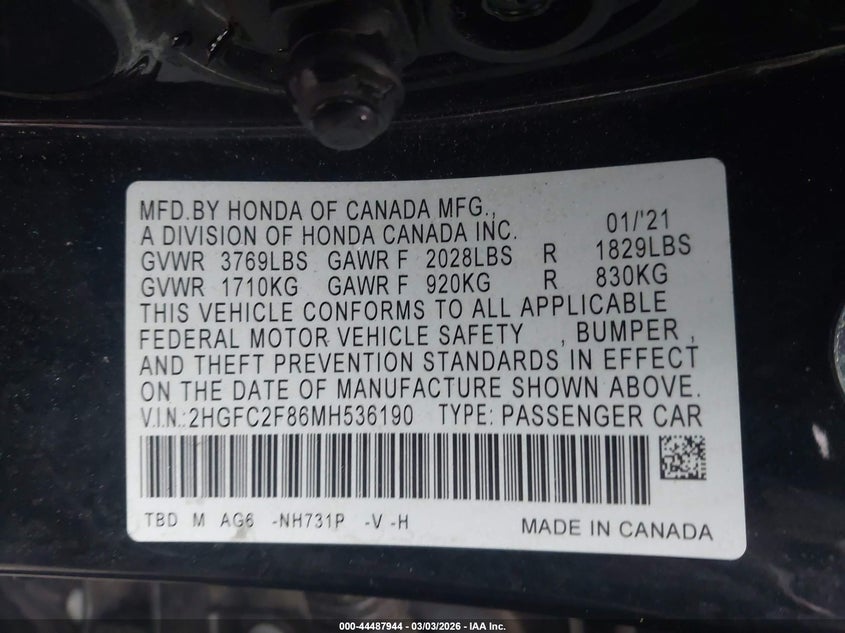 MFD.BY HONDA OF CANADA MFG.,
A DIVISION OF HONDA CANADA INC. 01/'21
GVWR 3769LBS GAWR F 2028LBS R 1829LBS
GVWR 1710KG GAWR F 920KG R 830KG
THIS VEHICLE CONFORMS TO ALL APPLICABLE
FEDERAL MOTOR VEHICLE SAFETY , BUMPER ,
AND THEFT PREVENTION STANDARDS IN EFFECT
ON THE DATE OF MANUFACTURE SHOWN ABOVE.
V.I.N.:2HGFC2F86MH536190 TYPE: PASSENGER CAR
TBD M AG6 -NH731P -V -H MADE IN CANADA
000-44487944 - 03/03/2026 - IAA Inc.